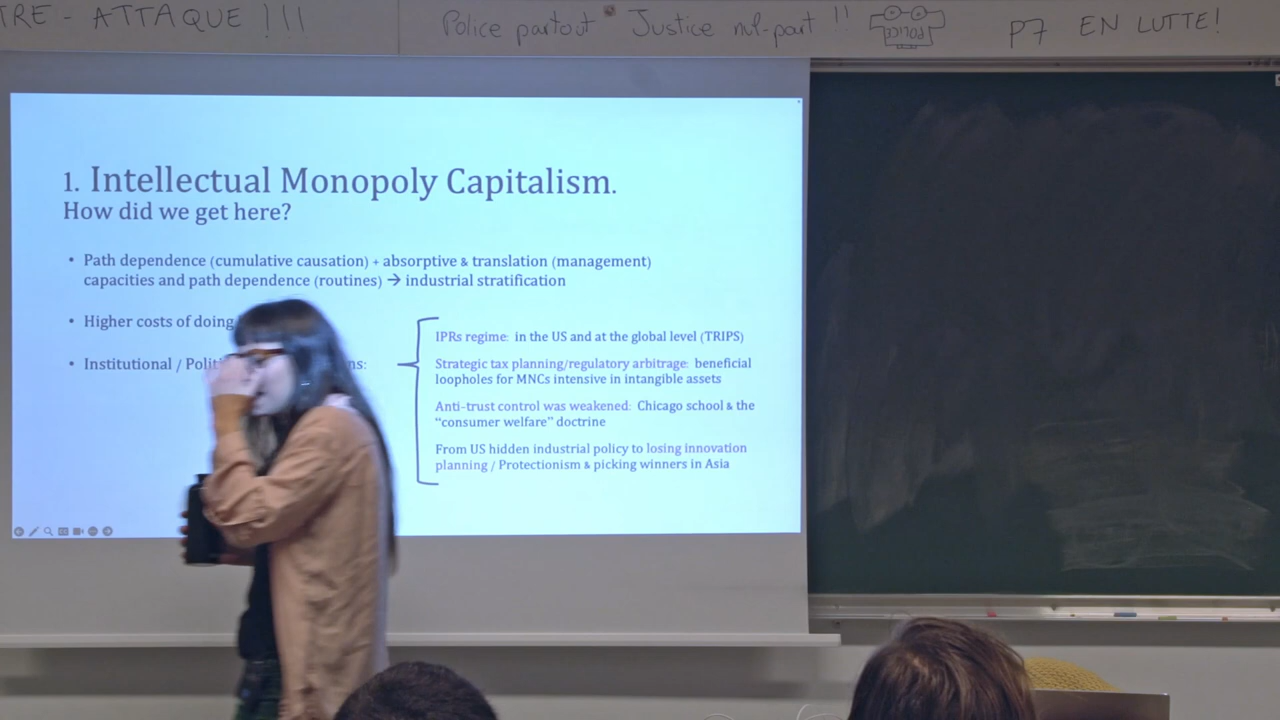 TRE - ATTAQUE !!!
Police partout Justice nul-part !!
POLICE
P7 EN LUTTE!
1. Intellectual Monopoly Capitalism.
How did we get here?
• Path dependence (cumulative causation) + absorptive & translation (management)
capacities and path dependence (routines) → industrial stratification
• Higher costs of doing
• Institutional / Polit ns:
IPRs regime: in the US and at the global level (TRIPS)
Strategic tax planning/regulatory arbitrage: beneficial
loopholes for MNCs intensive in intangible assets
Anti-trust control was weakened: Chicago school & the
“consumer welfare” doctrine
From US hidden industrial policy to losing innovation
planning / Protectionism & picking winners in Asia